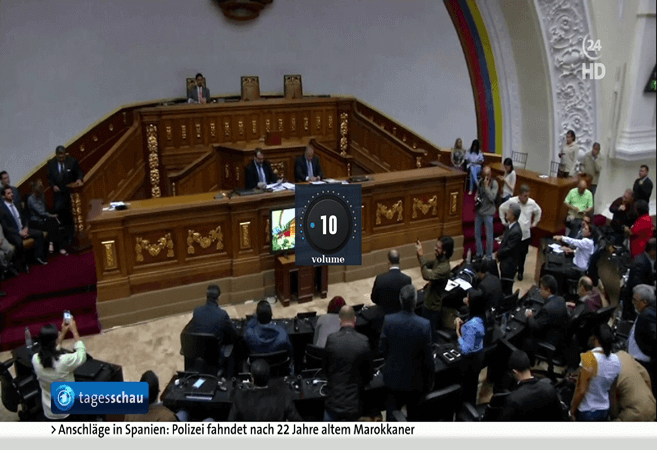 24
HD
10
volume
tagesschau
> Anschläge in Spanien: Polizei fahndet nach 22 Jahre altem Marokkaner